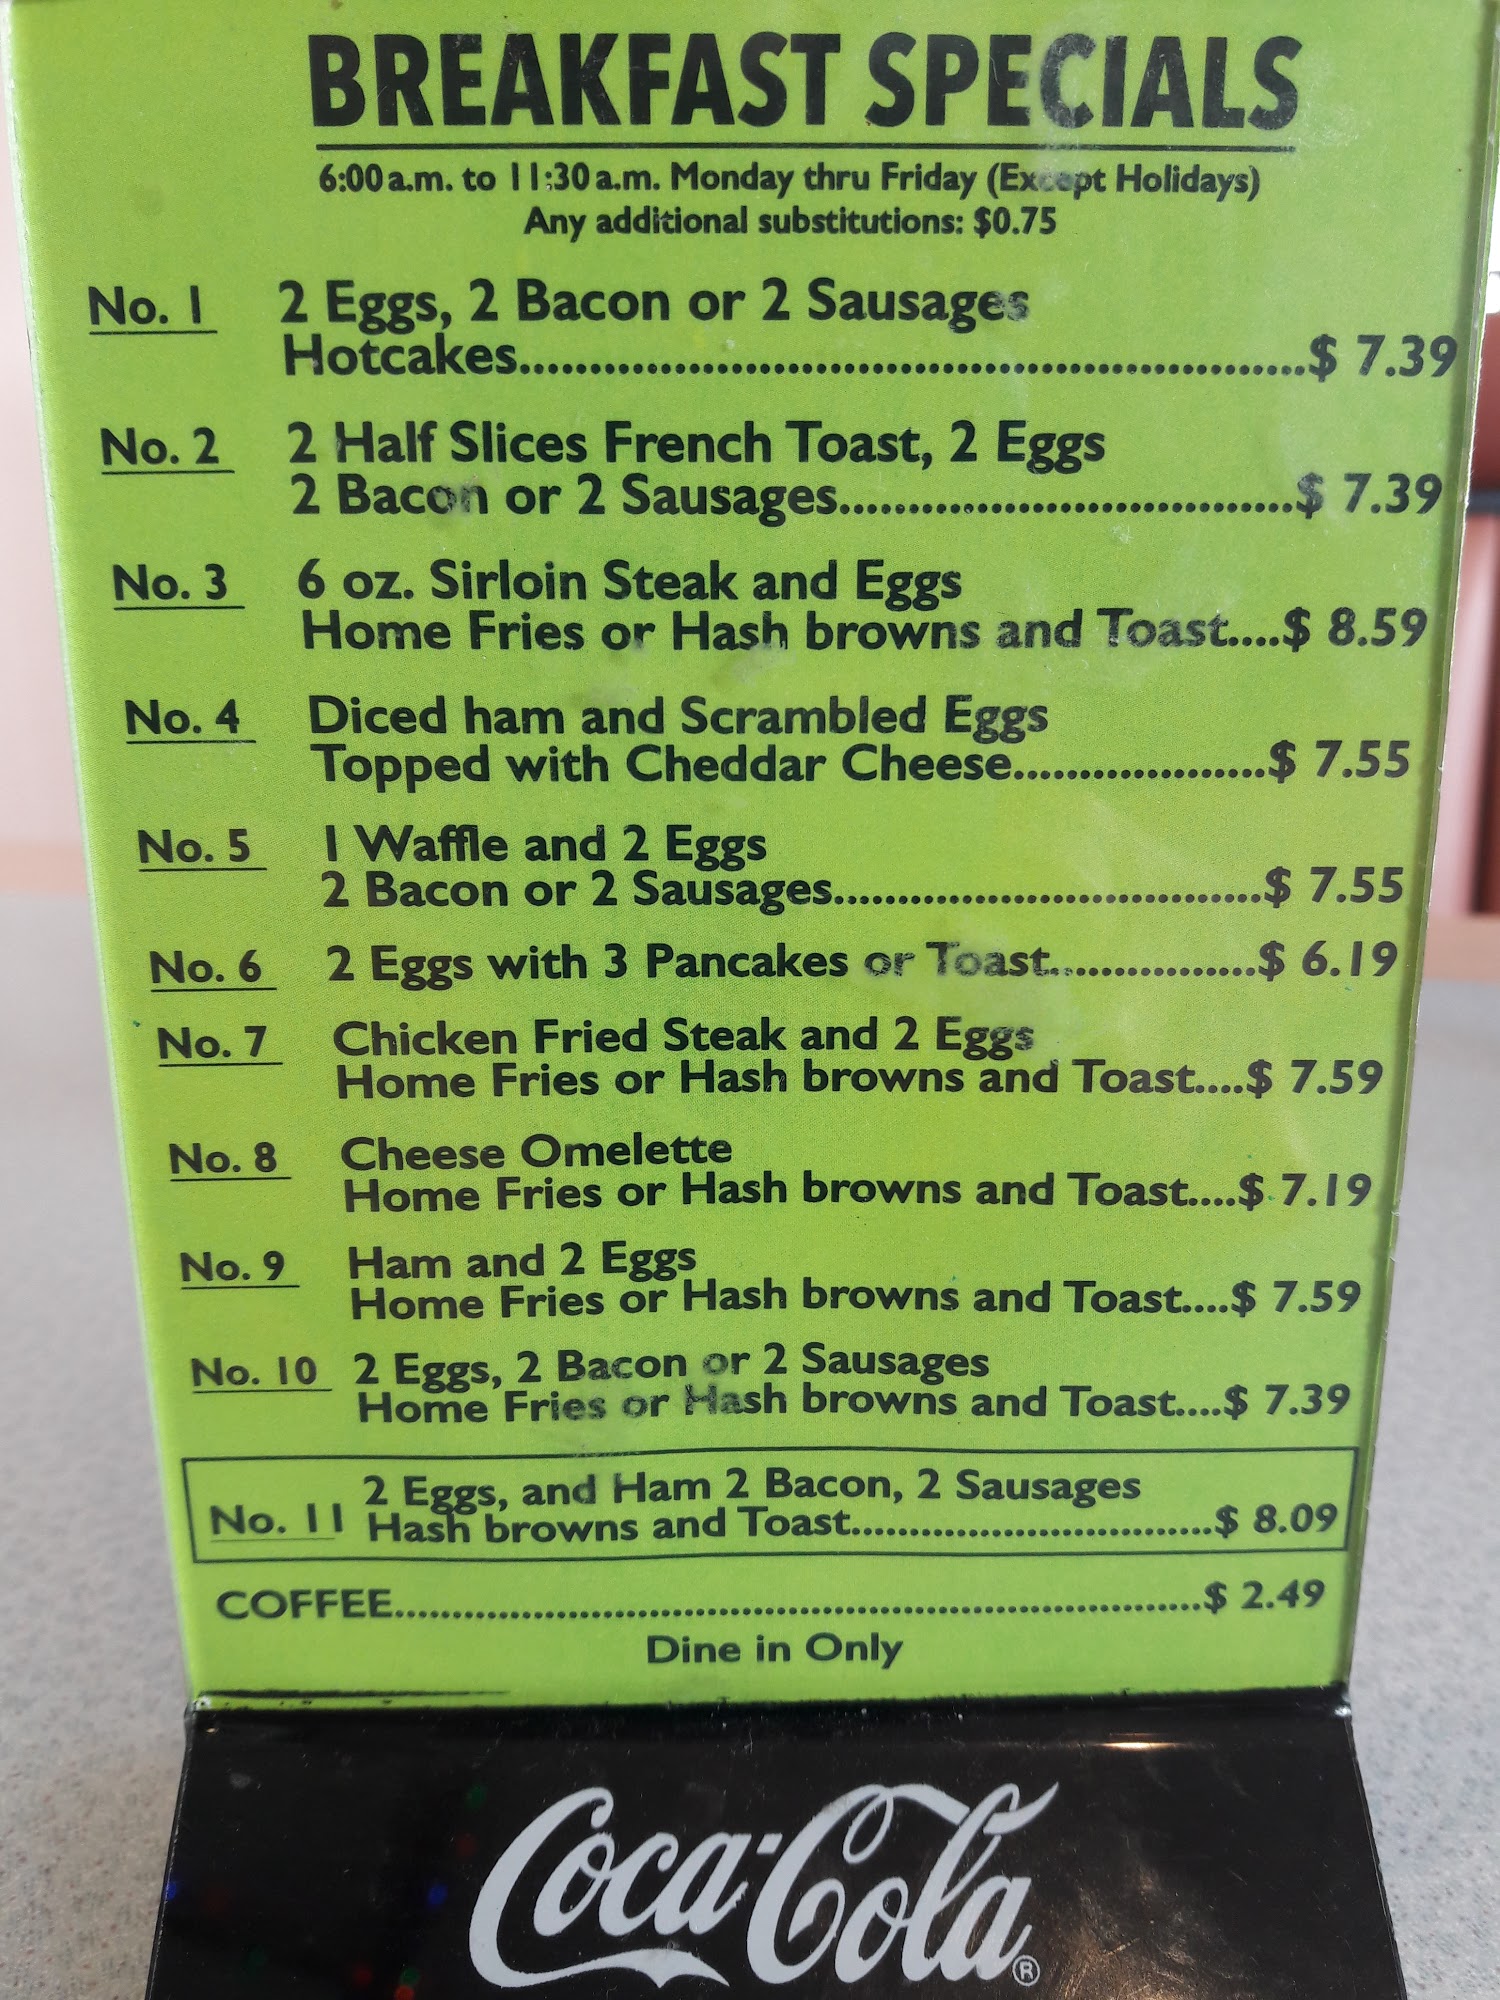 BREAKFAST SPECIALS
6:00 a.m. to 11:30 a.m. Monday thru Friday (Except Holidays)
Any additional substitutions: $0.75
No. 1 2 Eggs, 2 Bacon or 2 Sausages
Hotcakes.......................................................$ 7.39
No. 2 2 Half Slices French Toast, 2 Eggs
2 Bacon or 2 Sausages................................$ 7.39
No. 3 6 oz. Sirloin Steak and Eggs
Home Fries or Hash browns and Toast....$ 8.59
No. 4 Diced ham and Scrambled Eggs
Topped with Cheddar Cheese..................$ 7.55
No. 5 1 Waffle and 2 Eggs
2 Bacon or 2 Sausages................................$ 7.55
No. 6 2 Eggs with 3 Pancakes or Toast................$ 6.19
No. 7 Chicken Fried Steak and 2 Eggs
Home Fries or Hash browns and Toast....$ 7.59
No. 8 Cheese Omelette
Home Fries or Hash browns and Toast....$ 7.19
No. 9 Ham and 2 Eggs
Home Fries or Hash browns and Toast....$ 7.59
No. 10 2 Eggs, 2 Bacon or 2 Sausages
Home Fries or Hash browns and Toast....$ 7.39
2 Eggs, and Ham 2 Bacon, 2 Sausages
No. 11 Hash browns and Toast................................$ 8.09
COFFEE......................................................................$ 2.49
Dine in Only
Coca-Cola®